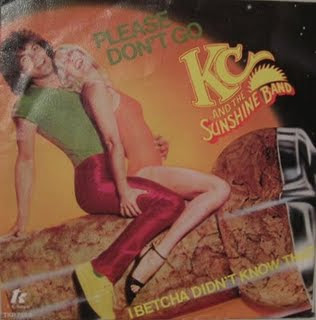 PLEASE
DON'T GO
KC
AND THE
SUNSHINE BAND
I BETCHA DIDN'T KNOW